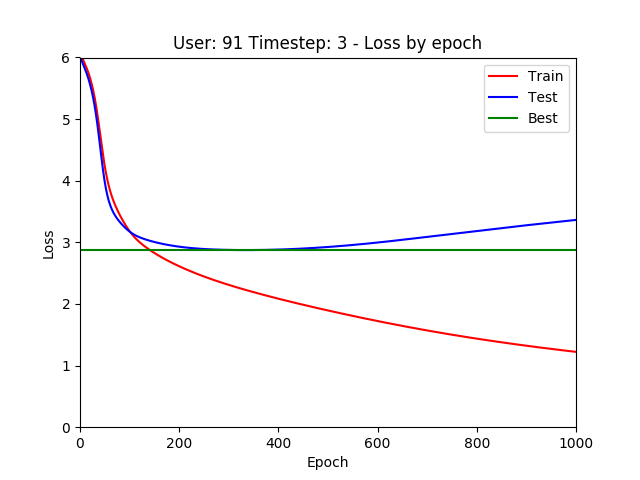 User: 91 Timestep: 3 - Loss by epoch
Train
Test
Best
6
5
4
3
2
1
0
Loss
0 200 400 600 800 1000
Epoch